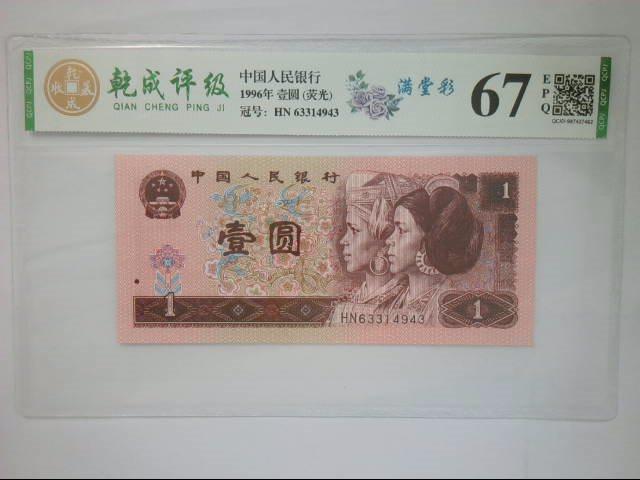 乾成評级
QIAN CHENG PING JI
中国人民银行
1996年 壹圆 (荧光)
冠号: HN 63314943
满堂彩
67
EPQ
中国人民银行
壹圆
1
1
1
HN63314943